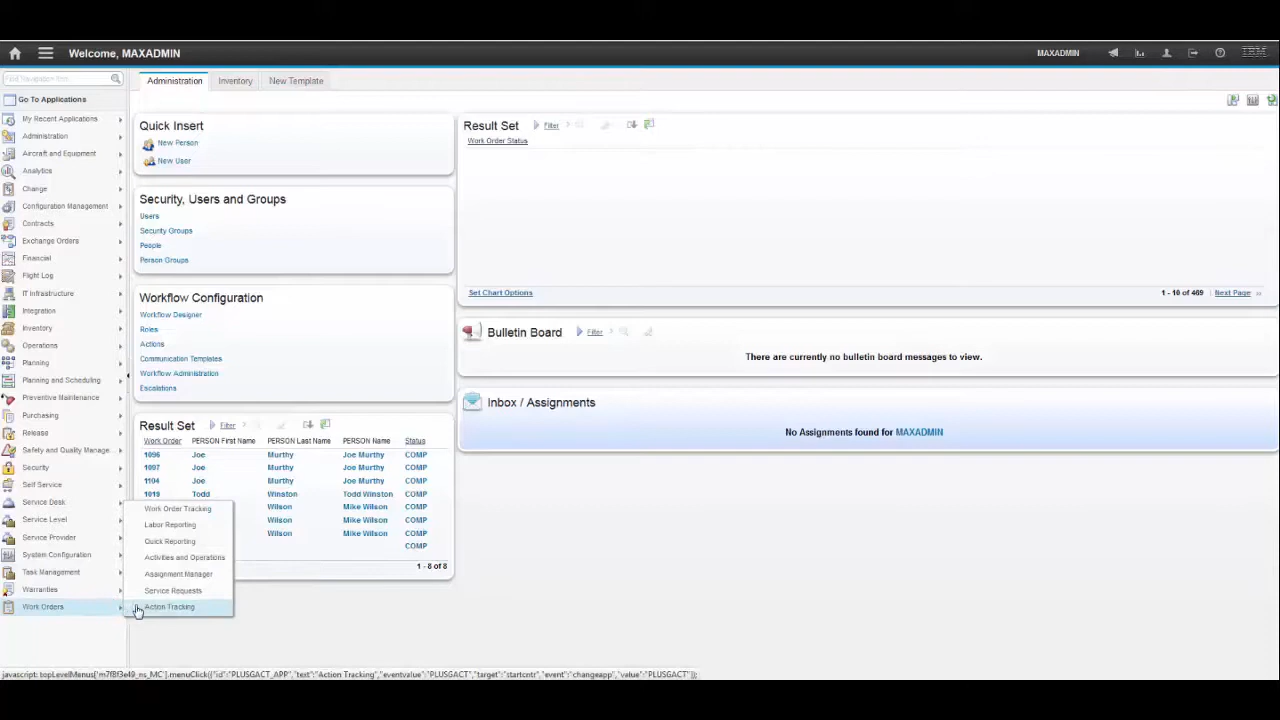 Welcome, MAXADMIN
MAXADMIN
IBM
Find Navigation Item
Administration
Inventory
New Template
Go To Applications
My Recent Applications
Administration
Aircraft and Equipment
Analytics
Change
Configuration Management
Contracts
Exchange Orders
Financial
Flight Log
IT Infrastructure
Integration
Inventory
Operations
Planning
Planning and Scheduling
Preventive Maintenance
Purchasing
Release
Safety and Quality Manage...
Security
Self Service
Service Desk
Service Level
Service Provider
System Configuration
Task Management
Warranties
Work Orders
Quick Insert
New Person
New User
Security, Users and Groups
Users
Security Groups
People
Person Groups
Workflow Configuration
Workflow Designer
Roles
Actions
Communication Templates
Workflow Administration
Escalations
Result Set Filter
Work Order PERSON First Name PERSON Last Name PERSON Name Status
1096 Joe Murthy Joe Murthy COMP
1097 Joe Murthy Joe Murthy COMP
1104 Joe Murthy Joe Murthy COMP
1019 Todd Winston Todd Winston COMP
Wilson Mike Wilson COMP
Wilson Mike Wilson COMP
Wilson Mike Wilson COMP
COMP
1 - 8 of 8
Work Order Tracking
Labor Reporting
Quick Reporting
Activities and Operations
Assignment Manager
Service Requests
Action Tracking
Result Set Filter
Work Order Status
Set Chart Options
1 - 10 of 469 Next Page
Bulletin Board Filter
There are currently no bulletin board messages to view.
Inbox / Assignments
No Assignments found for MAXADMIN